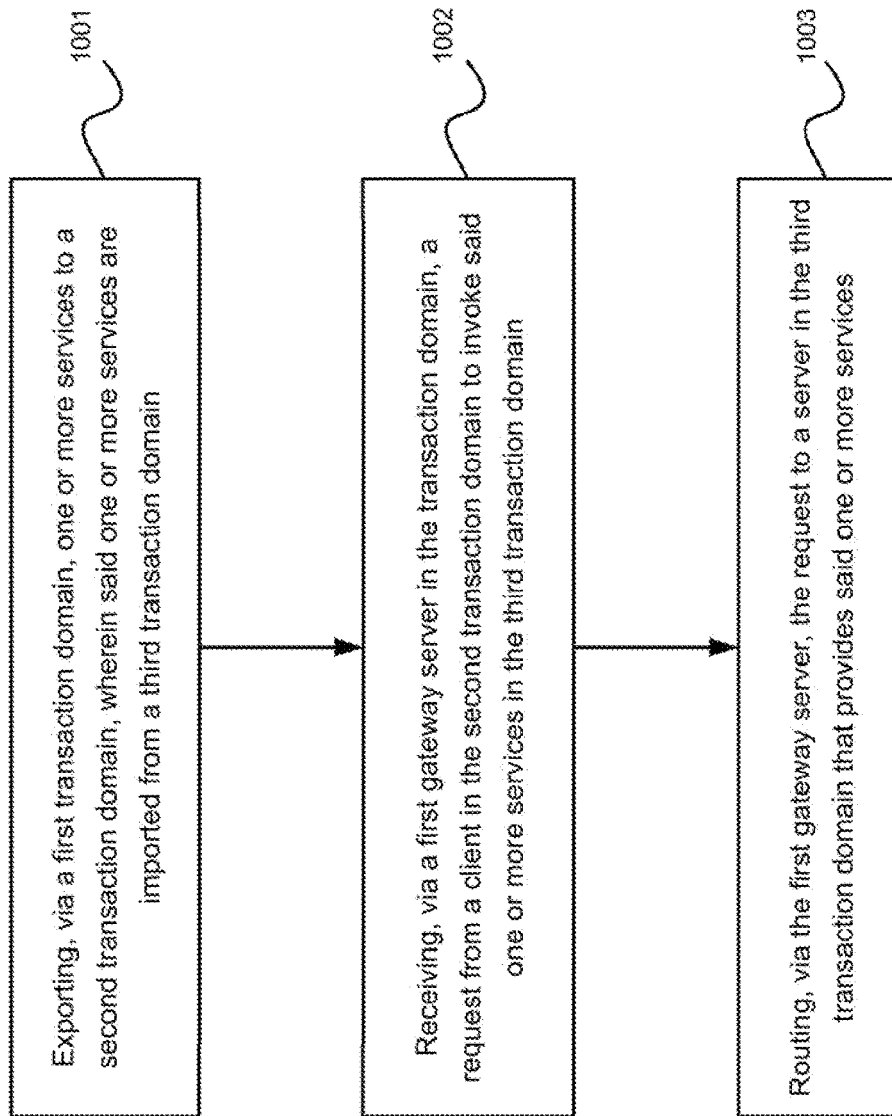 Exporting, via a first transaction domain, one or more services to a
second transaction domain, wherein said one or more services are
imported from a third transaction domain
1001
Receiving, via a first gateway server in the transaction domain, a
request from a client in the second transaction domain to invoke said
one or more services in the third transaction domain
1002
Routing, via the first gateway server, the request to a server in the third
transaction domain that provides said one or more services
1003